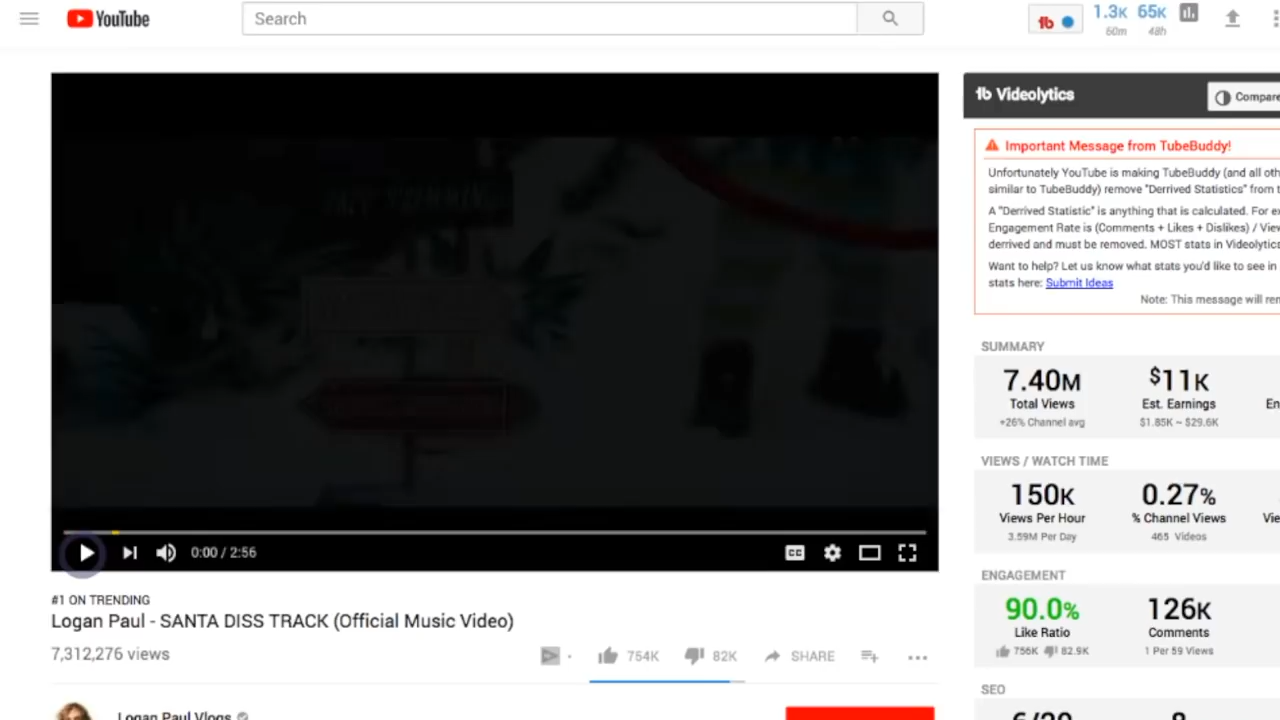 YouTube
Search
1.3K 65K
60m 48h
tb Videolytics
Compare
Important Message from TubeBuddy!
Unfortunately YouTube is making TubeBuddy (and all oth
similar to TubeBuddy) remove "Derrived Statistics" from t
A "Derrived Statistic" is anything that is calculated. For ex
Engagement Rate is (Comments + Likes + Dislikes) / View
derrived and must be removed. MOST stats in Videolytics
Want to help? Let us know what stats you'd like to see in
stats here: Submit Ideas
Note: This message will rem
SUMMARY
7.40M $11K
Total Views Est. Earnings En
+26% Channel avg $1.85K ~ $29.6K
VIEWS / WATCH TIME
150K 0.27%
Views Per Hour % Channel Views Vie
3.59M Per Day 465 Videos
ENGAGEMENT
90.0% 126K
Like Ratio Comments
756K 82.9K 1 Per 59 Views
SEO
0:00 / 2:56
CC
#1 ON TRENDING
Logan Paul - SANTA DISS TRACK (Official Music Video)
7,312,276 views
754K 82K SHARE
Logan Paul Vlogs